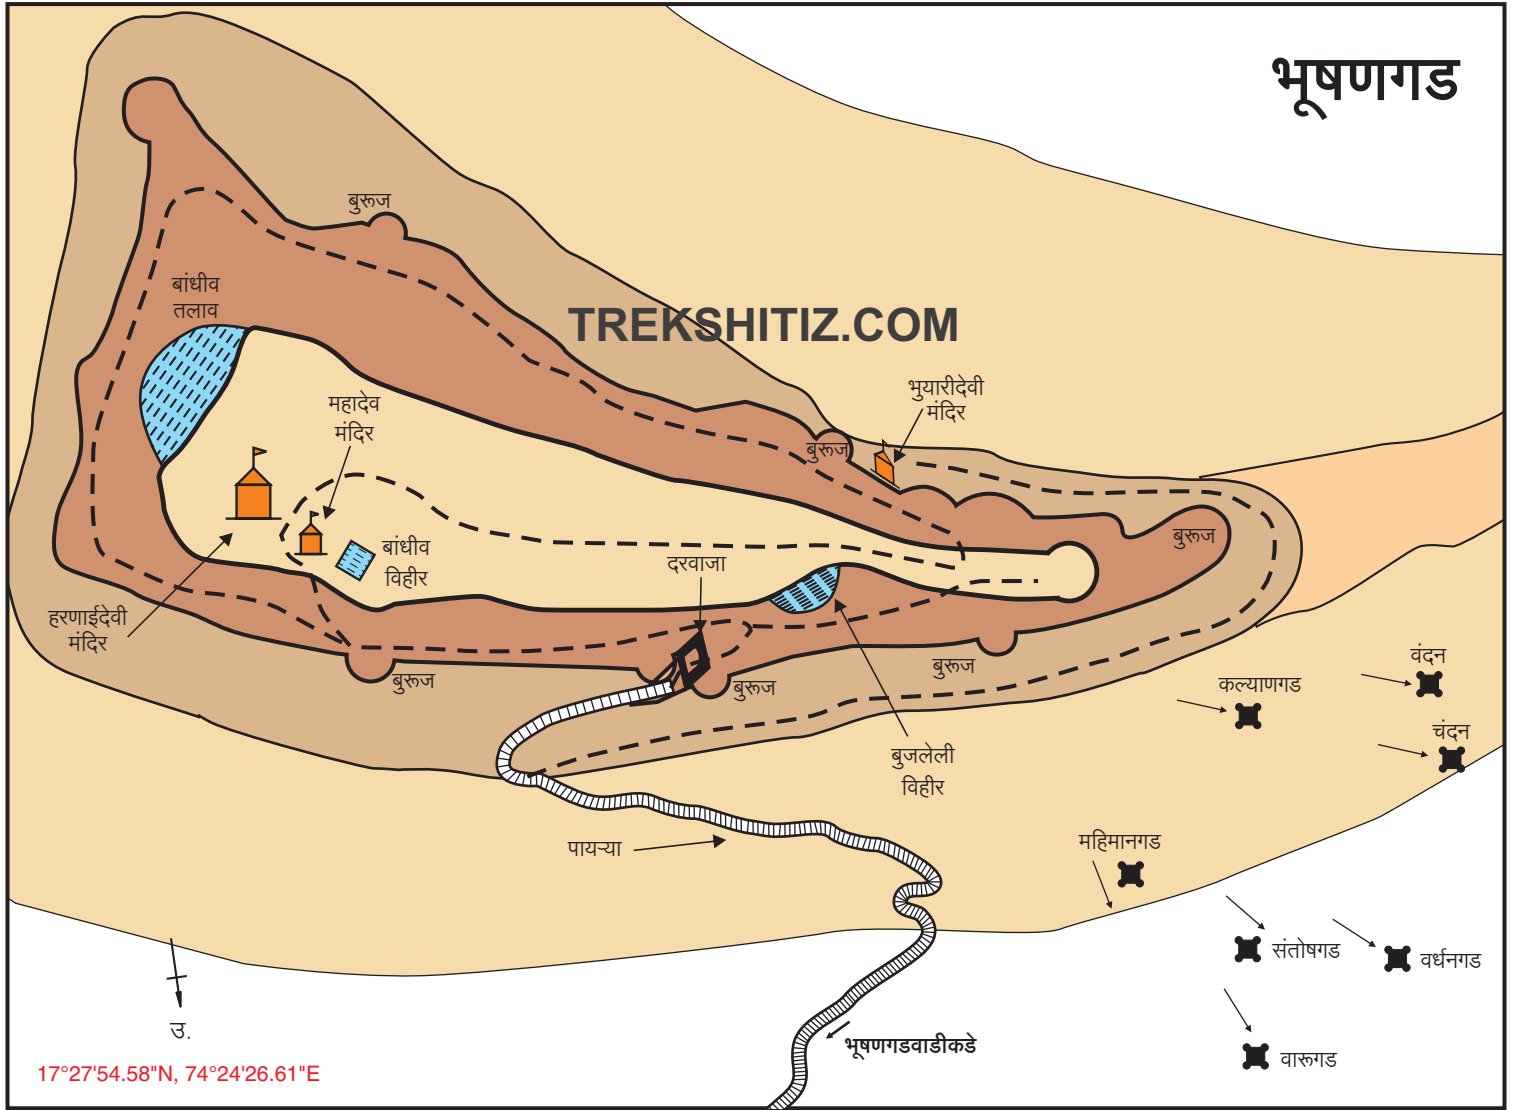 भूषणगड
बुरूज
बांधीव
तलाव
TREKSHITIZ.COM
भुयारीदेवी
मंदिर
महादेव
मंदिर
बुरूज
बुरूज
बांधीव
विहीर
दरवाजा
हरणाईदेवी
मंदिर
बुरूज
बुरूज
बुरूज
वंदन
कल्याणगड
चंदन
बुजलेली
विहीर
पायऱ्या
महिमानगड
संतोषगड
वर्धनगड
उ.
भूषणगडवाडीकडे
वारूगड
17°27'54.58"N, 74°24'26.61"E